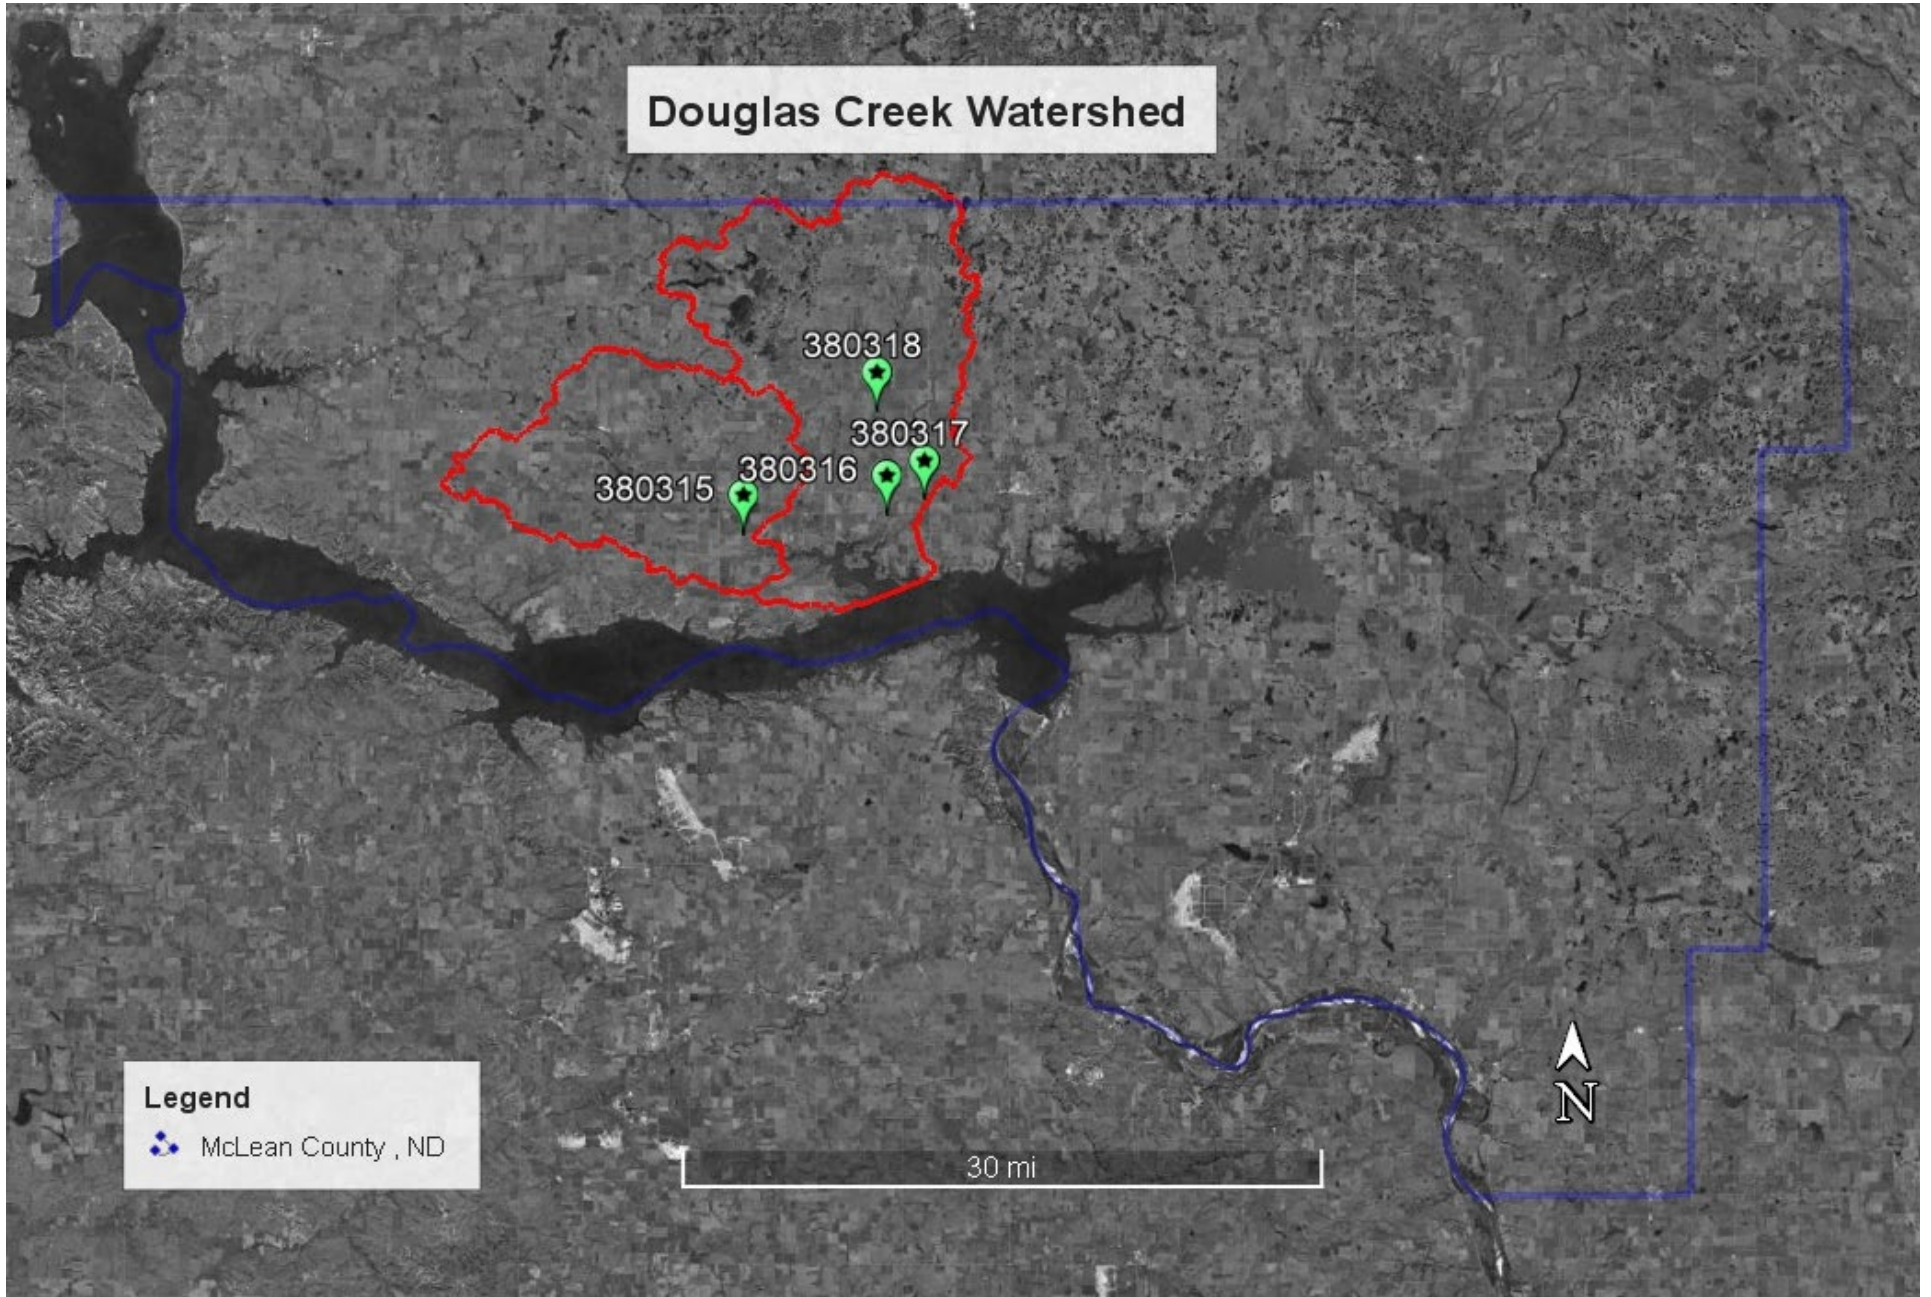 Douglas Creek Watershed
380318
380317
380316
380315
N
Legend
McLean County , ND
30 mi